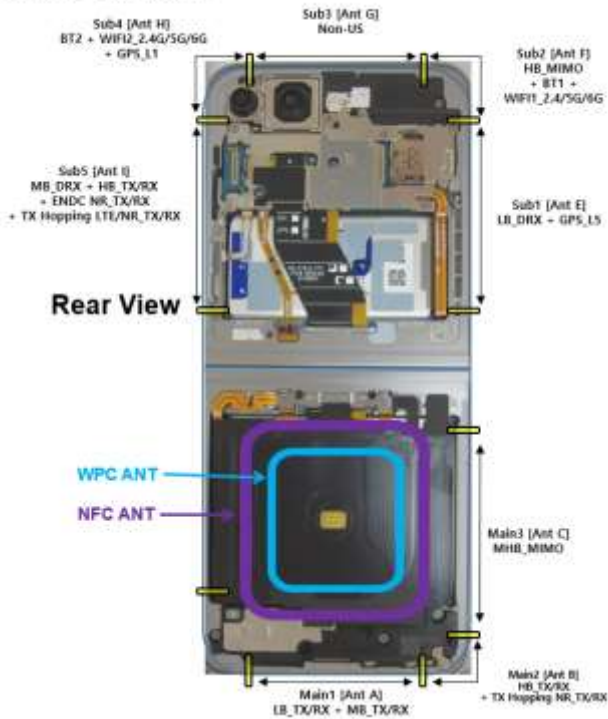 Sub3 [Ant G]
Non-US
Sub4 [Ant H]
BT2 + WIFI2_2.4G/5G/6G
+ GPS_L1
Sub2 [Ant F]
HB_MIMO
+ BT1 +
WIFI1_2.4/5G/6G
Sub5 [Ant I]
MB_DRX + HB_TX/RX
+ ENDC NR_TX/RX
+ TX Hopping LTE/NR_TX/RX
Sub1 [Ant E]
LB_DRX + GPS_L5
Rear View
WPC ANT
NFC ANT
Main3 [Ant C]
MHB_MIMO
Main2 [Ant B]
HB_TX/RX
+ TX Hopping NR_TX/RX
Main1 [Ant A]
LB_TX/RX + MB_TX/RX